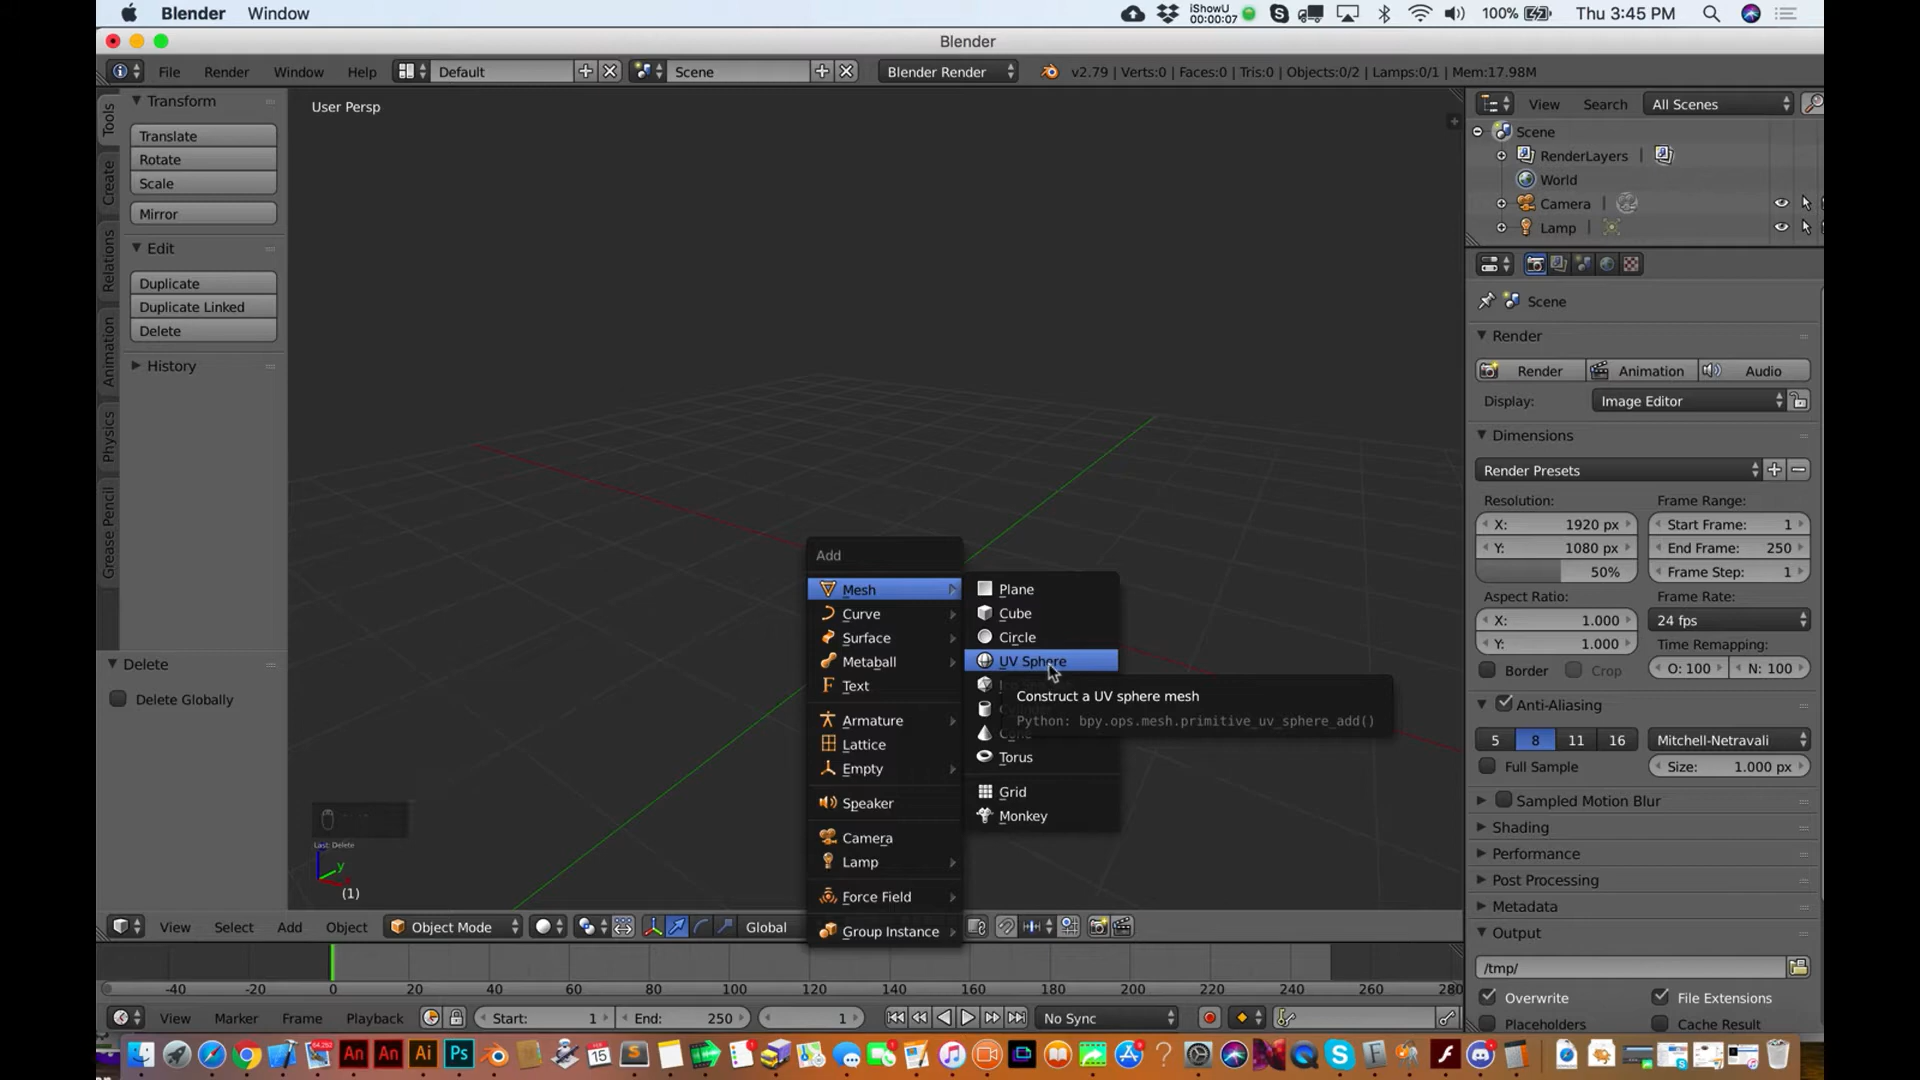 Blender Window iShowU 00:00:07 100% Thu 3:45 PM
Blender
File Render Window Help Default Scene Blender Render v2.79 | Verts:0 | Faces:0 | Tris:0 | Objects:0/2 | Lamps:0/1 | Mem:17.98M
Tools
Create
Relations
Animation
Physics
Grease Pencil
Transform
Translate
Rotate
Scale
Mirror
Edit
Duplicate
Duplicate Linked
Delete
History
Delete
Delete Globally
User Persp
Add
Mesh
Curve
Surface
Metaball
Text
Armature
Lattice
Empty
Speaker
Camera
Lamp
Force Field
Group Instance
Plane
Cube
Circle
UV Sphere
Construct a UV sphere mesh
Python: bpy.ops.mesh.primitive_uv_sphere_add()
Torus
Grid
Monkey
Last: Delete
y
(1)
View Select Add Object Object Mode Global
-40 -20 0 20 40 60 80 100 120 140 160 180 200 220 240 260 280
View Marker Frame Playback Start: 1 End: 250 1 No Sync
View Search All Scenes
Scene
RenderLayers |
World
Camera |
Lamp |
Scene
Render
Render Animation Audio
Display: Image Editor
Dimensions
Render Presets
Resolution: Frame Range:
X: 1920 px Start Frame: 1
Y: 1080 px End Frame: 250
50% Frame Step: 1
Aspect Ratio: Frame Rate:
X: 1.000 24 fps
Y: 1.000 Time Remapping:
Border Crop O: 100 N: 100
Anti-Aliasing
5 8 11 16 Mitchell-Netravali
Full Sample Size: 1.000 px
Sampled Motion Blur
Shading
Performance
Post Processing
Metadata
Output
/tmp/
Overwrite File Extensions
Placeholders Cache Result
An An Ai Ps 15